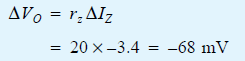 ΔV_O = r_z ΔI_Z
= 20 × −3.4 = −68 mV